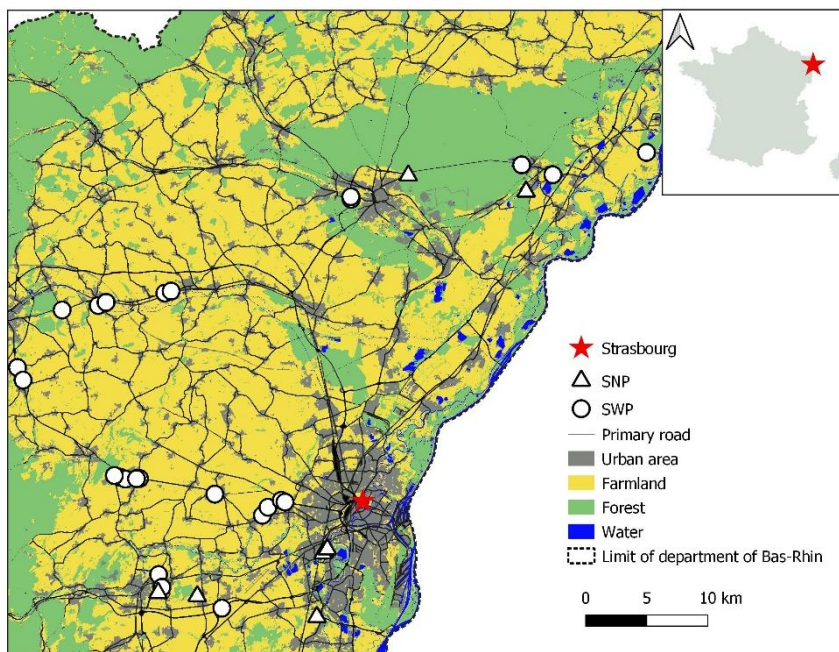 Strasbourg
SNP
SWP
Primary road
Urban area
Farmland
Forest
Water
Limit of department of Bas-Rhin
0 5 10 km